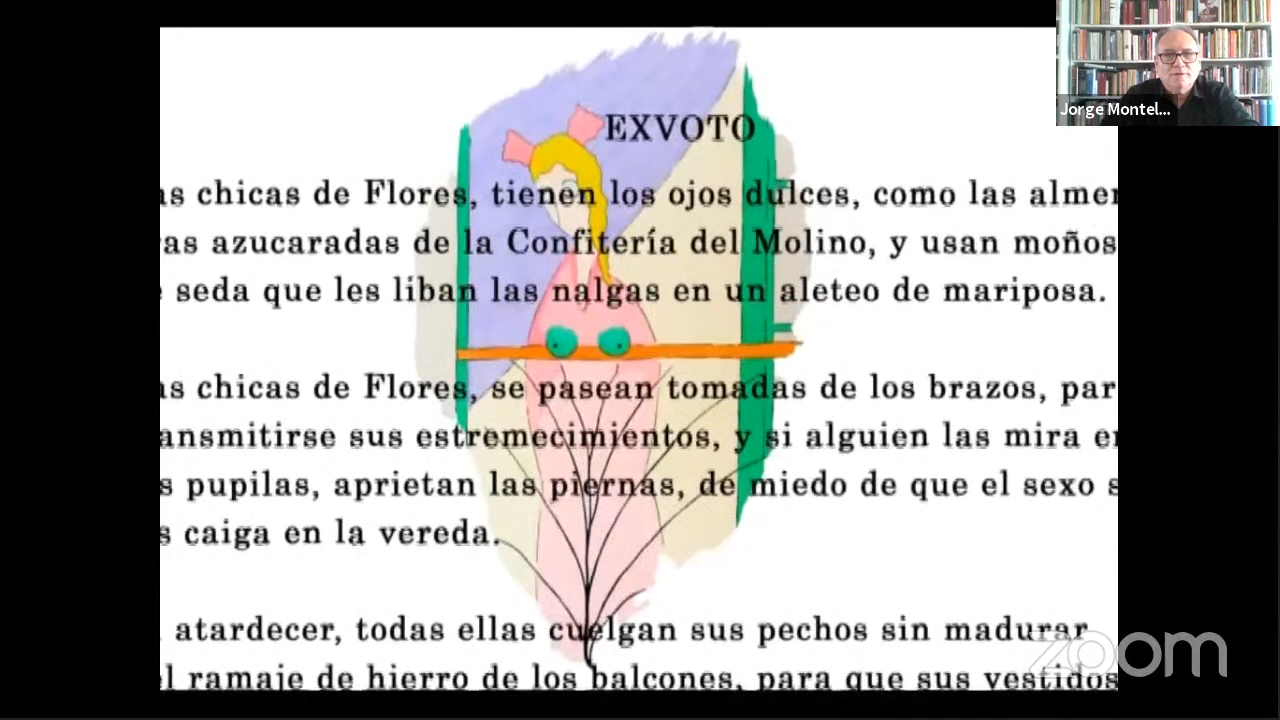 EXVOTO
as chicas de Flores, tienen los ojos dulces, como las almen
ras azucaradas de la Confitería del Molino, y usan moños
e seda que les liban las nalgas en un aleteo de mariposa.
as chicas de Flores, se pasean tomadas de los brazos, par
ansmitirse sus estremecimientos, y si alguien las mira en
s pupilas, aprietan las piernas, de miedo de que el sexo s
s caiga en la vereda.
l atardecer, todas ellas cuelgan sus pechos sin madurar
el ramaje de hierro de los balcones, para que sus vestidos
Jorge Montel...
zoom